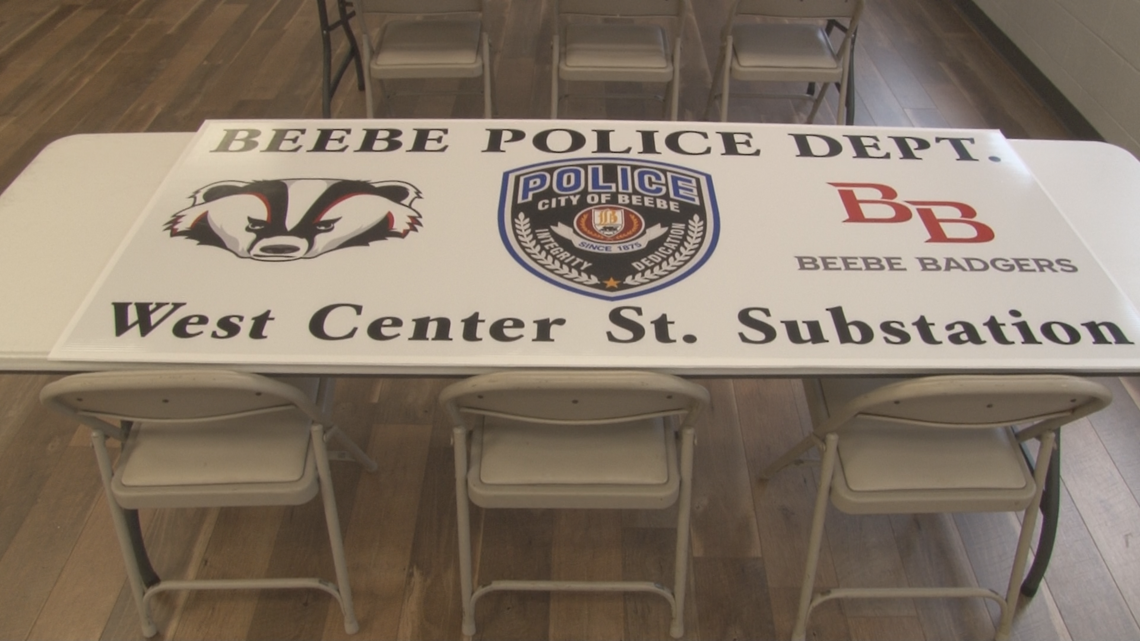 BEEBE POLICE DEPT.
POLICE
CITY OF BEEBE
SINCE 1875
INTEGRITY
DEDICATION
BB
BEEBE BADGERS
West Center St. Substation